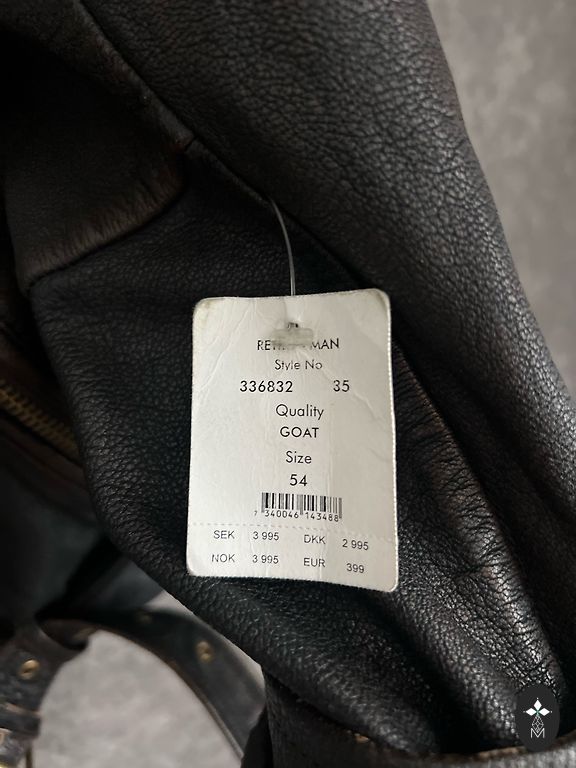 MAN
Style No
336832 35
Quality
GOAT
Size
54
7 340046 143488
SEK 3 995 DKK 2 995
NOK 3 995 EUR 399
M